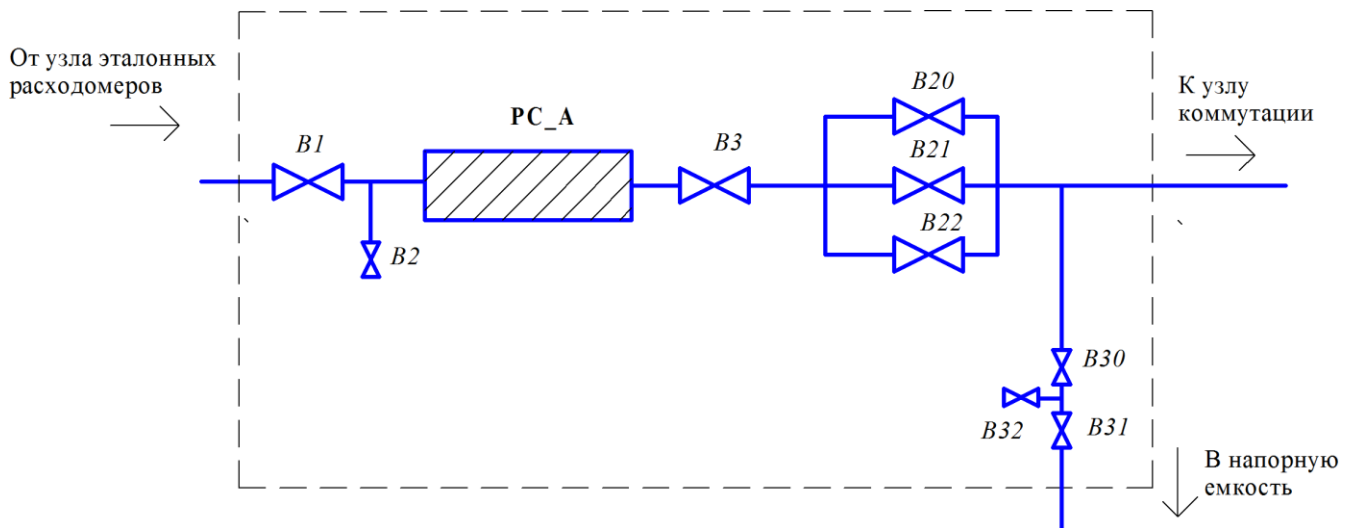 От узла эталонных
расходомеров
B1
B2
PC_A
B3
B20
B21
B22
К узлу
коммутации
B30
B32
B31
В напорную
емкость